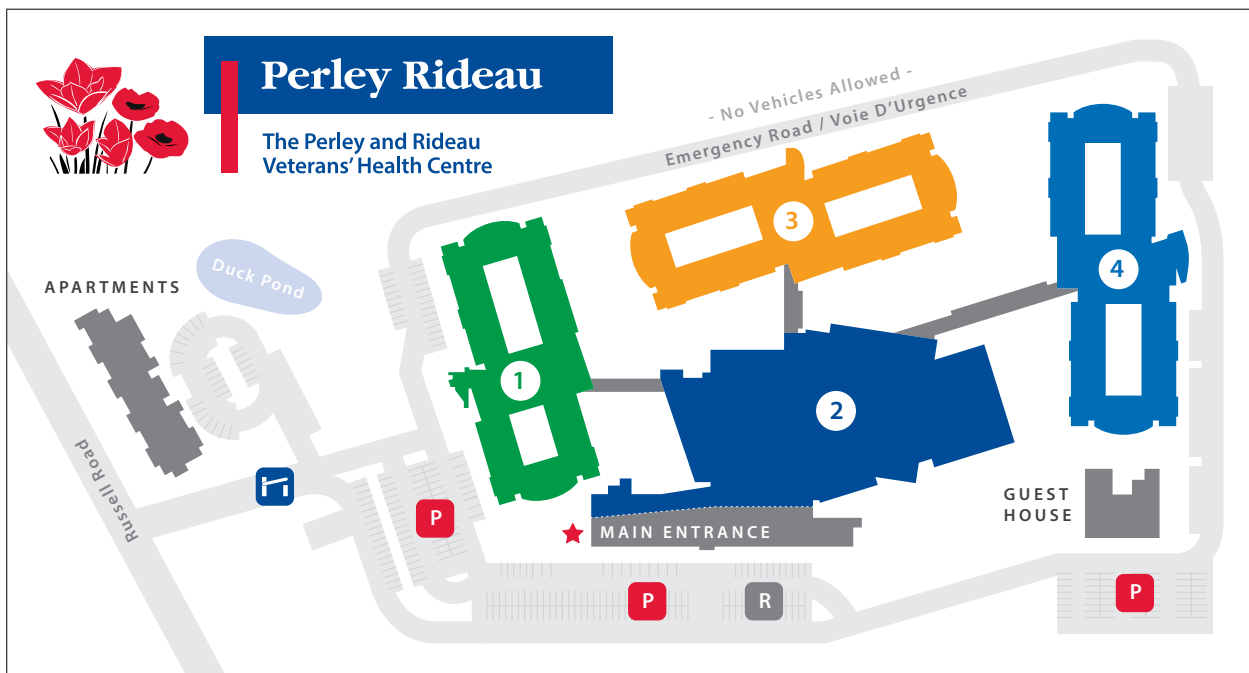 Perley Rideau
The Perley and Rideau
Veterans' Health Centre
- No Vehicles Allowed -
Emergency Road / Voie D'Urgence
Duck Pond
APARTMENTS
Russell Road
1
2
3
4
P
MAIN ENTRANCE
GUEST
HOUSE
P
R
P